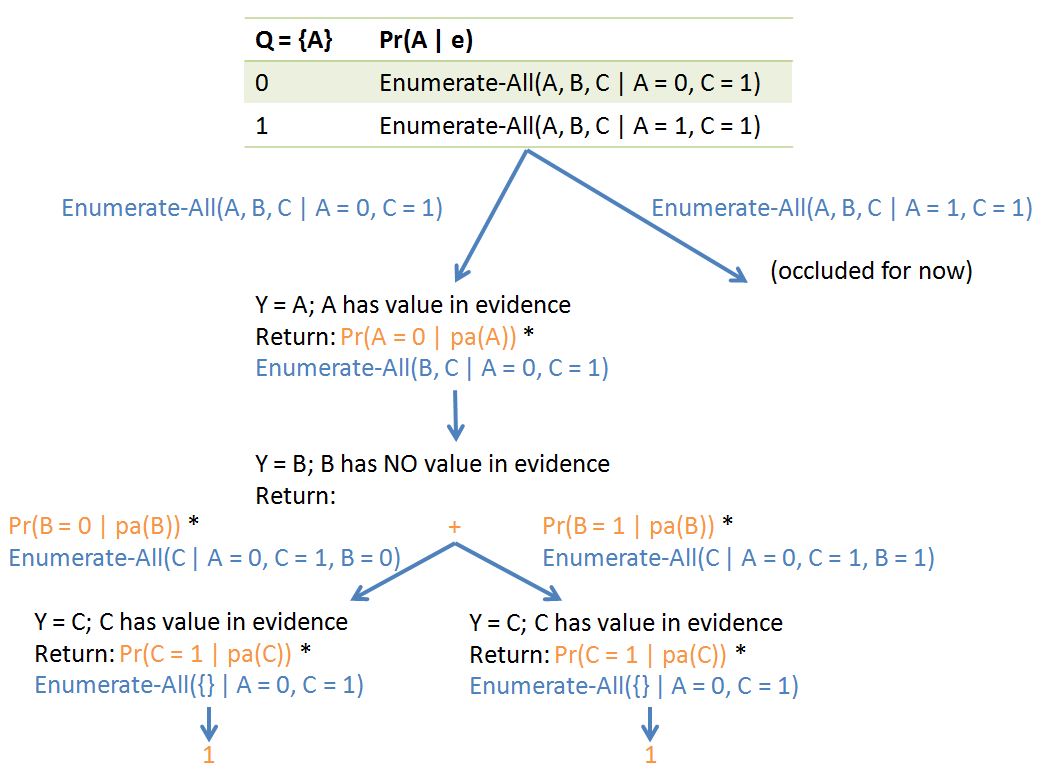 Q = {A} Pr(A | e)
0 Enumerate-All(A, B, C | A = 0, C = 1)
1 Enumerate-All(A, B, C | A = 1, C = 1)
Enumerate-All(A, B, C | A = 0, C = 1)
Enumerate-All(A, B, C | A = 1, C = 1)
(occluded for now)
Y = A; A has value in evidence
Return: Pr(A = 0 | pa(A)) *
Enumerate-All(B, C | A = 0, C = 1)
Y = B; B has NO value in evidence
Return:
Pr(B = 0 | pa(B)) *
Enumerate-All(C | A = 0, C = 1, B = 0)
+
Pr(B = 1 | pa(B)) *
Enumerate-All(C | A = 0, C = 1, B = 1)
Y = C; C has value in evidence
Return: Pr(C = 1 | pa(C)) *
Enumerate-All({} | A = 0, C = 1)
1
Y = C; C has value in evidence
Return: Pr(C = 1 | pa(C)) *
Enumerate-All({} | A = 0, C = 1)
1